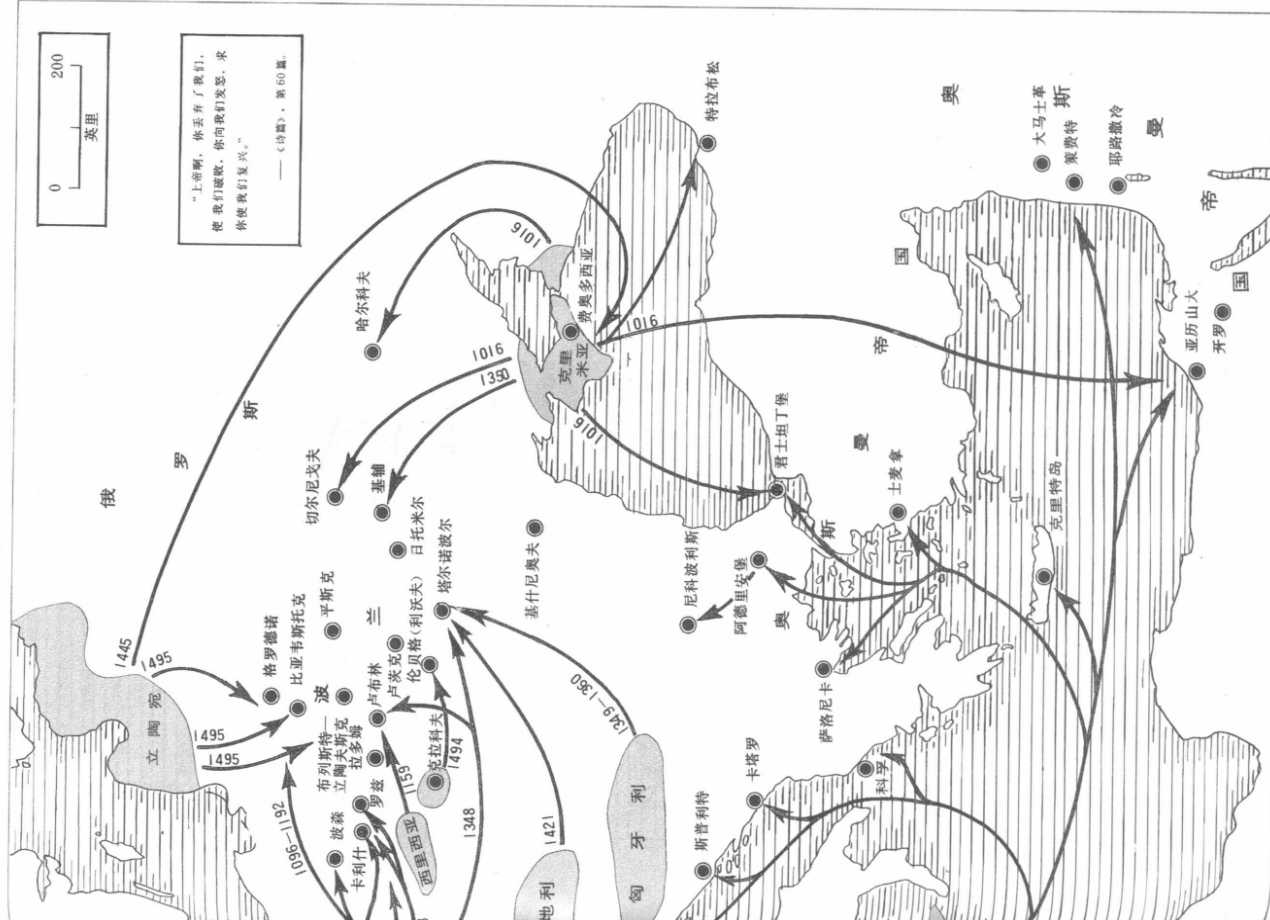 0 200
英里
“上帝啊，你丢弃了我们，
使我们破败，你向我们发怒，求
你使我们复兴。”
——《诗篇》，第60篇。
俄
罗
斯
立陶宛
1445
1495
1495
1495
格罗德诺
比亚韦斯托克
平斯克
波
兰
布列斯特—
立陶夫斯克
拉多姆
卢布林
卢茨克
伦贝格(利沃夫)
塔尔诺波尔
日托米尔
基辅
切尔尼戈夫
哈尔科夫
1016
1016
1350
1016
1016
克里
米亚
费奥多西亚
特拉布松
基什尼奥夫
1096—1192
波森
卡利什
罗兹
1159
西里西亚
克拉科夫
1494
1348
1421
地利
1349—1360
匈牙利
尼科波利斯
阿德里安堡
君士坦丁堡
士麦拿
萨洛尼卡
卡塔罗
斯普利特
科孚
克里特岛
奥
斯
曼
帝
国
奥
斯
曼
帝
国
大马士革
策费特
耶路撒冷
亚历山大
开罗